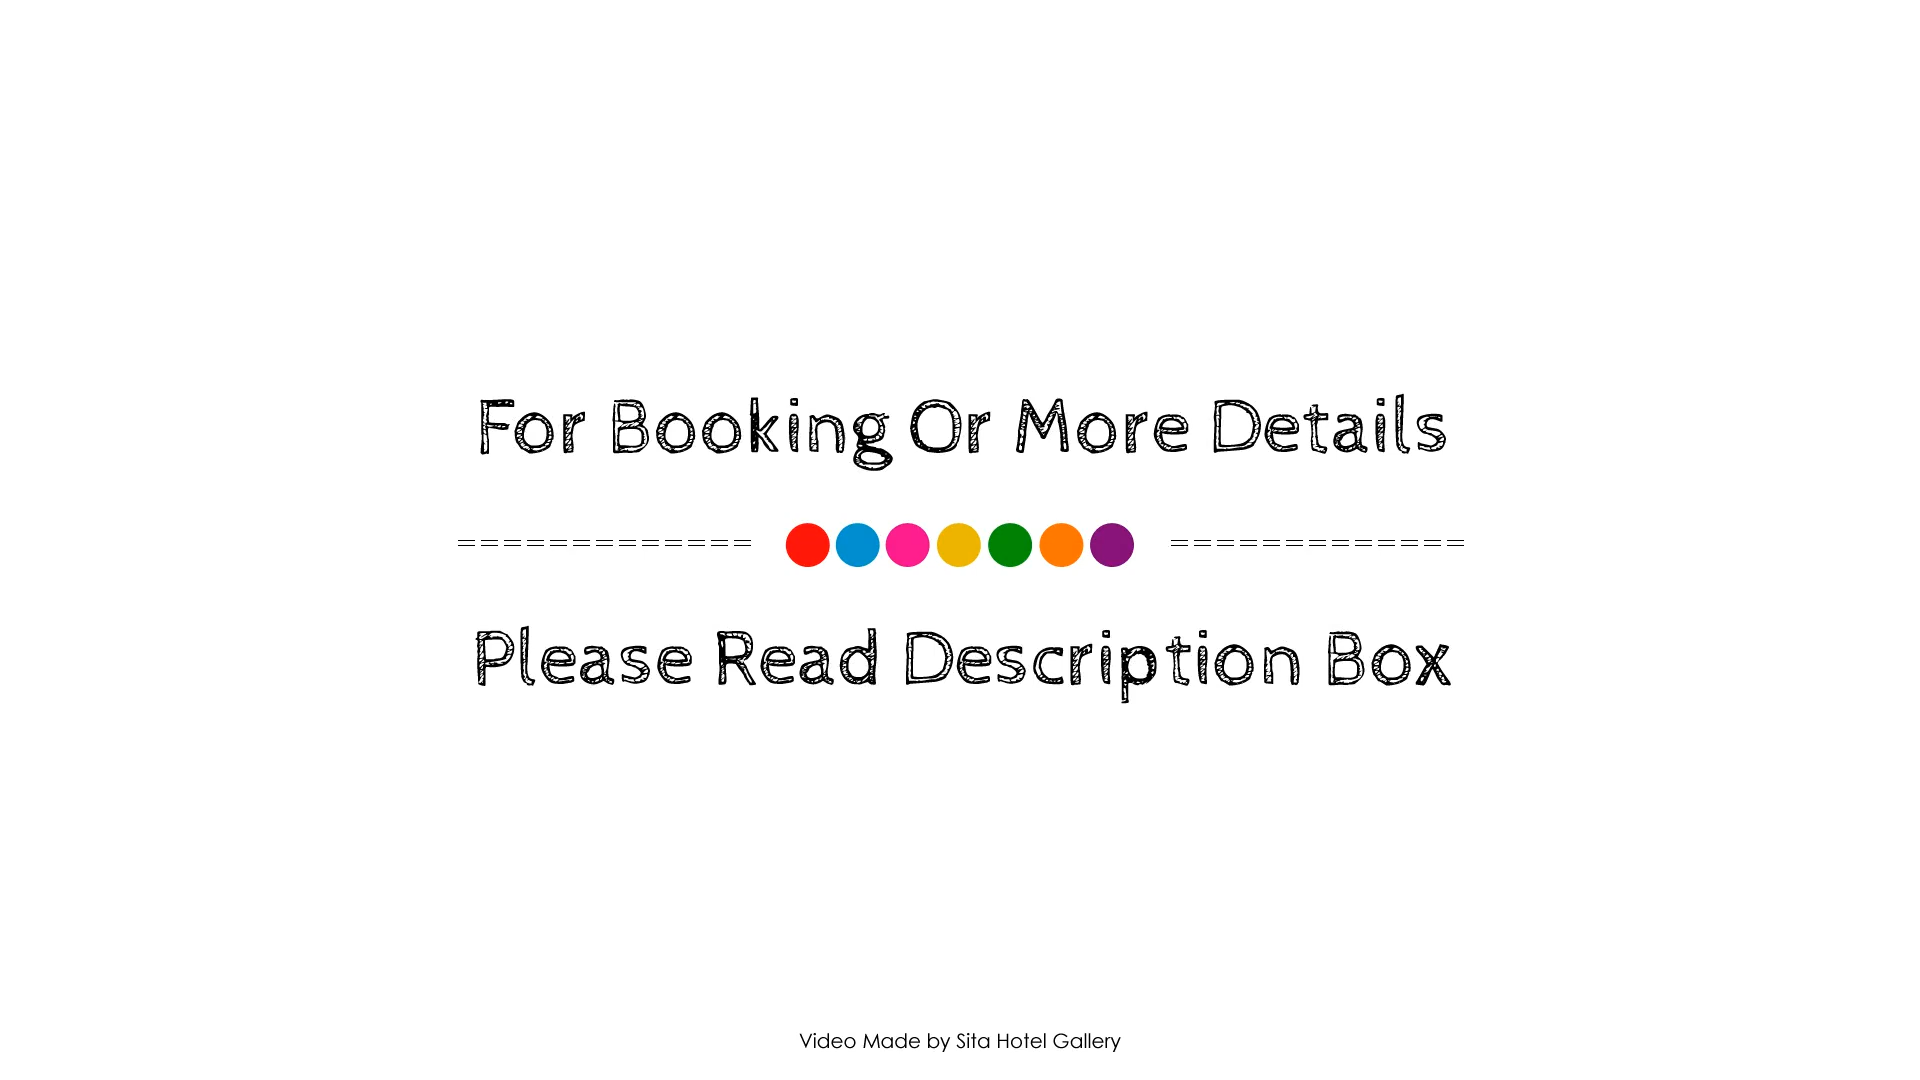 For Booking Or More Details
============= =============
Please Read Description Box
Video Made by Sita Hotel Gallery